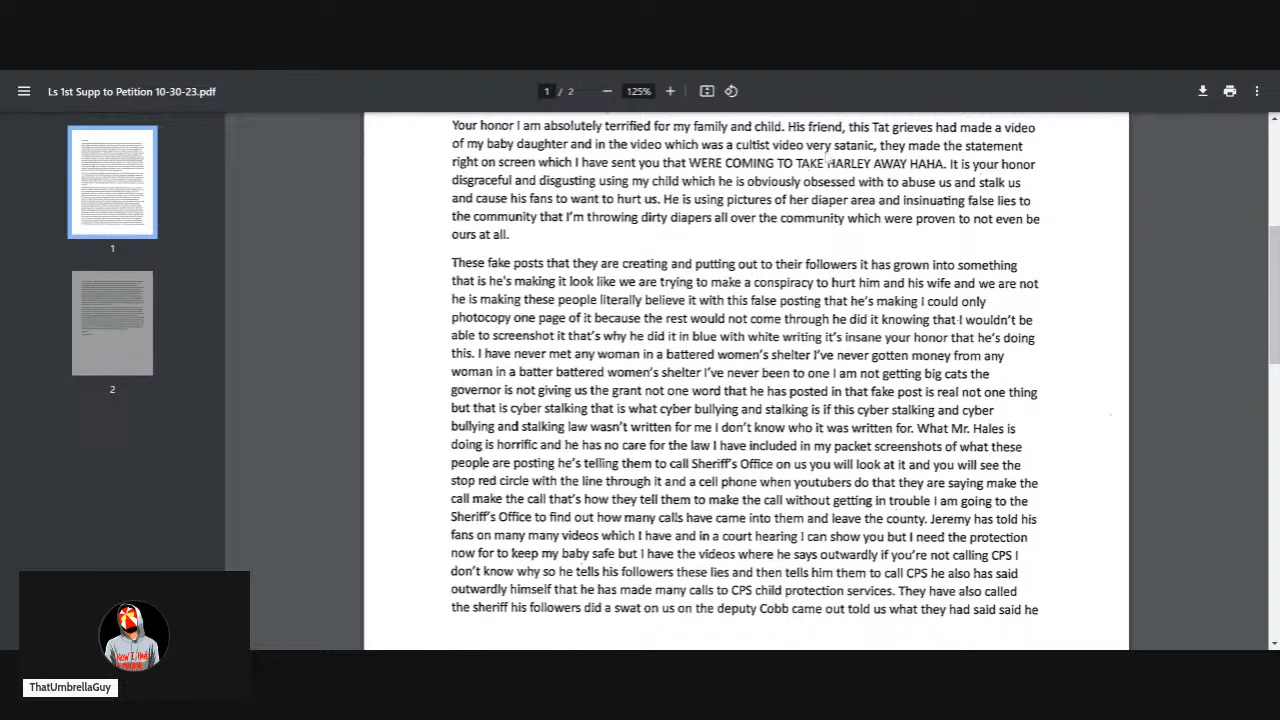 Ls 1st Supp to Petition 10-30-23.pdf
1 / 2
125%
Your honor I am absolutely terrified for my family and child. His friend, this Tat grieves had made a video
of my baby daughter and in the video which was a cultist video very satanic, they made the statement
right on screen which I have sent you that WERE COMING TO TAKE HARLEY AWAY HAHA. It is your honor
disgraceful and disgusting using my child which he is obviously obsessed with to abuse us and stalk us
and cause his fans to want to hurt us. He is using pictures of her diaper area and insinuating false lies to
the community that I'm throwing dirty diapers all over the community which were proven to not even be
ours at all.
These fake posts that they are creating and putting out to their followers it has grown into something
that is he's making it look like we are trying to make a conspiracy to hurt him and his wife and we are not
he is making these people literally believe it with this false posting that he's making I could only
photocopy one page of it because the rest would not come through he did it knowing that I wouldn't be
able to screenshot it that's why he did it in blue with white writing it's insane your honor that he's doing
this. I have never met any woman in a battered women's shelter I've never gotten money from any
woman in a batter battered women's shelter I've never been to one I am not getting big cats the
governor is not giving us the grant not one word that he has posted in that fake post is real not one thing
but that is cyber stalking that is what cyber bullying and stalking is if this cyber stalking and cyber
bullying and stalking law wasn't written for me I don't know who it was written for. What Mr. Hales is
doing is horrific and he has no care for the law I have included in my packet screenshots of what these
people are posting he's telling them to call Sheriff's Office on us you will look at it and you will see the
stop red circle with the line through it and a cell phone when youtubers do that they are saying make the
call make the call that's how they tell them to make the call without getting in trouble I am going to the
Sheriff's Office to find out how many calls have came into them and leave the county. Jeremy has told his
fans on many many videos which I have and in a court hearing I can show you but I need the protection
now for to keep my baby safe but I have the videos where he says outwardly if you're not calling CPS I
don't know why so he tells his followers these lies and then tells him them to call CPS he also has said
outwardly himself that he has made many calls to CPS child protection services. They have also called
the sheriff his followers did a swat on us on the deputy Cobb came out told us what they had said said he
1
2
NOW I HAVE
ThatUmbrellaGuy